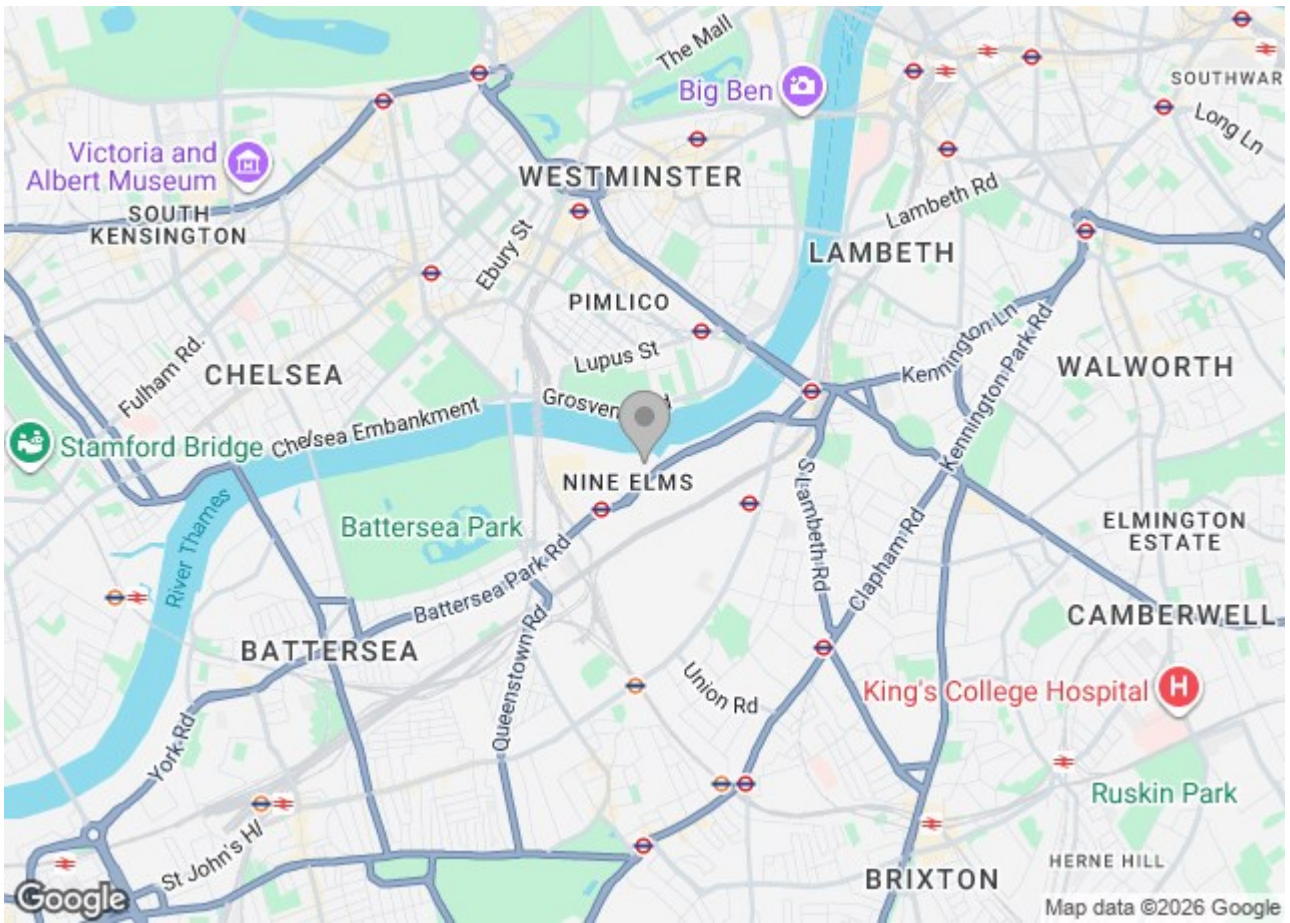 The Mall
Big Ben
SOUTHWAR
Long Ln
Victoria and
Albert Museum
WESTMINSTER
SOUTH
KENSINGTON
Lambeth Rd
Ebury St
LAMBETH
PIMLICO
Kennington Ln
Lupus St
Fulham Rd.
CHELSEA
WALWORTH
Kennington Park Rd
Grosven
Chelsea Embankment
Stamford Bridge
NINE ELMS
S Lambeth Rd
River Thames
Battersea Park
Clapham Rd
ELMINGTON
ESTATE
Battersea Park Rd
CAMBERWELL
BATTERSEA
Queenstown Rd
Union Rd
King's College Hospital
H
York Rd
Ruskin Park
St John's H
HERNE HILL
BRIXTON
Google
Map data ©2026 Google